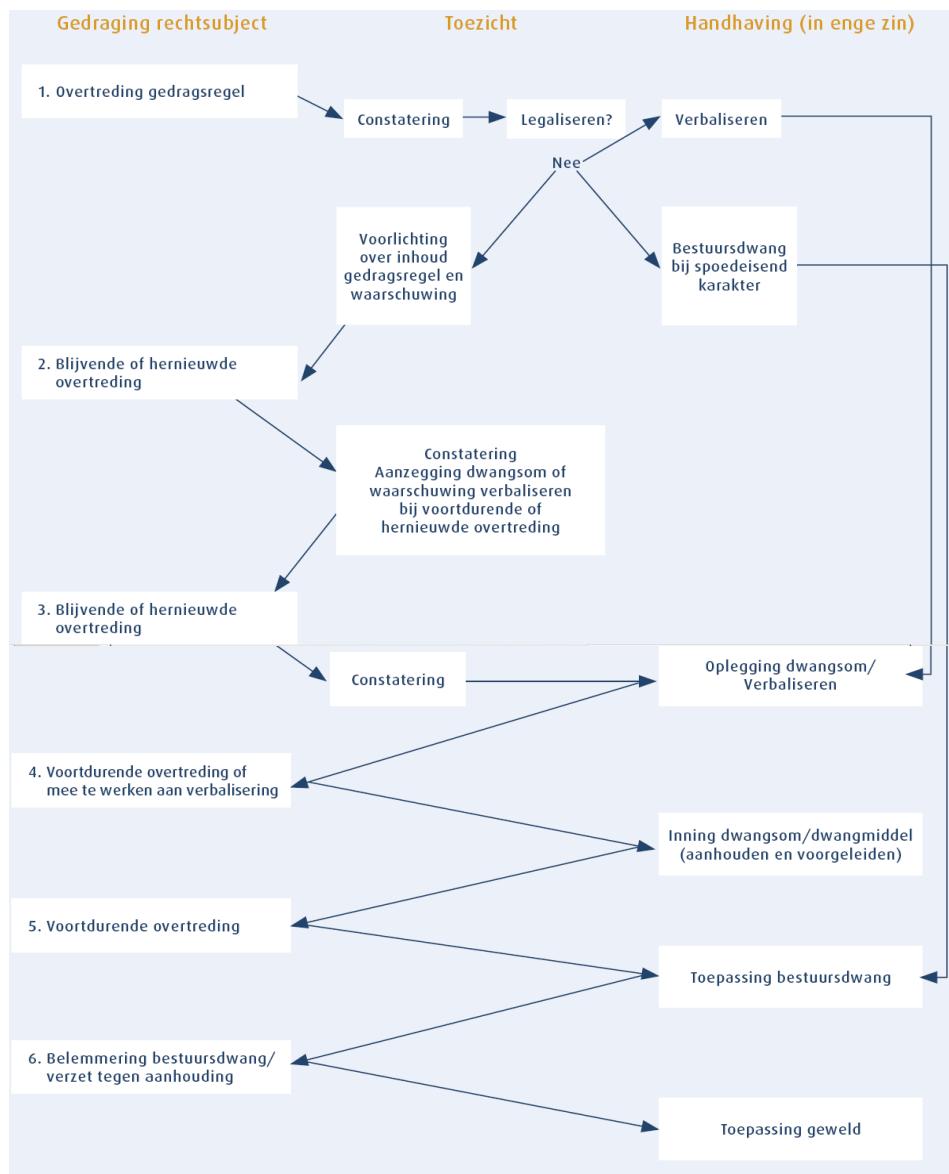 Gedraging rechtsubject
Toezicht
Handhaving (in enge zin)
1. Overtreding gedragsregel
Constatering
Legaliseren?
Verbaliseren
Nee
Voorlichting
over inhoud
gedragsregel en
waarschuwing
Bestuursdwang
bij spoedeisend
karakter
2. Blijvende of hernieuwde
overtreding
Constatering
Aanzegging dwangsom of
waarschuwing verbaliseren
bij voortdurende of
hernieuwde overtreding
3. Blijvende of hernieuwde
overtreding
Constatering
Oplegging dwangsom/
Verbaliseren
4. Voortdurende overtreding of
mee te werken aan verbalisering
Inning dwangsom/dwangmiddel
(aanhouden en voorgeleiden)
5. Voortdurende overtreding
Toepassing bestuursdwang
6. Belemmering bestuursdwang/
verzet tegen aanhouding
Toepassing geweld